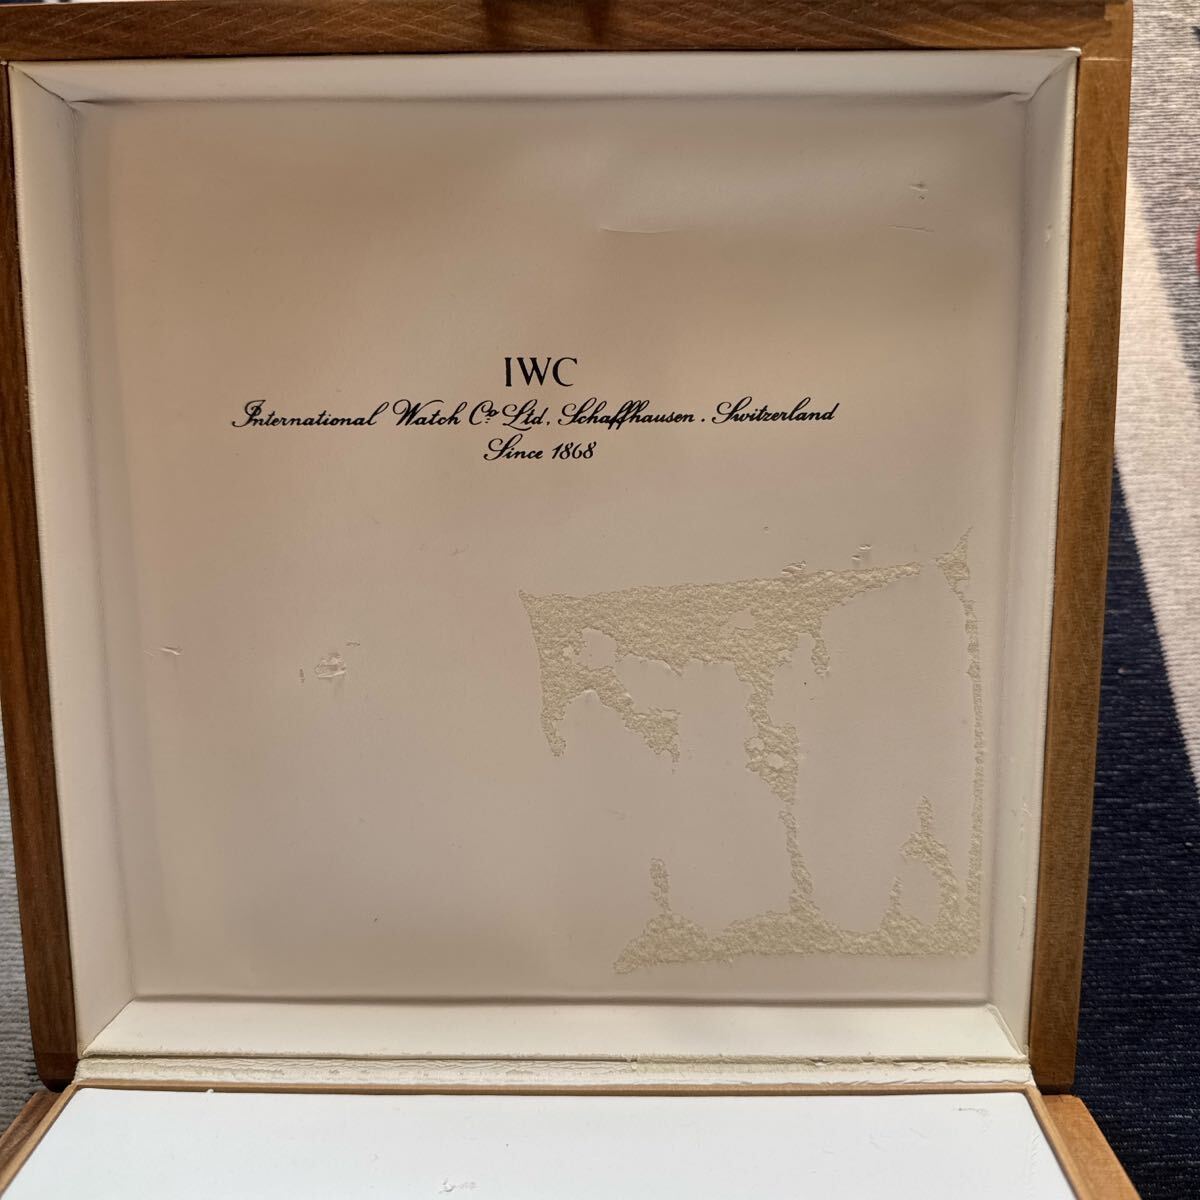 IWC
International Watch Co Ltd, Schaffhausen. Switzerland
Since 1868